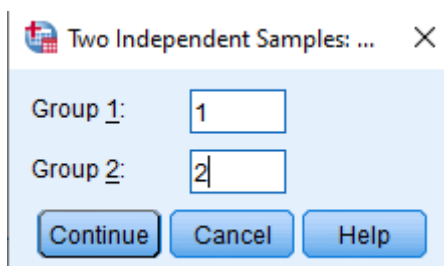 Two Independent Samples: ...
Group 1: 1
Group 2: 2
Continue Cancel Help